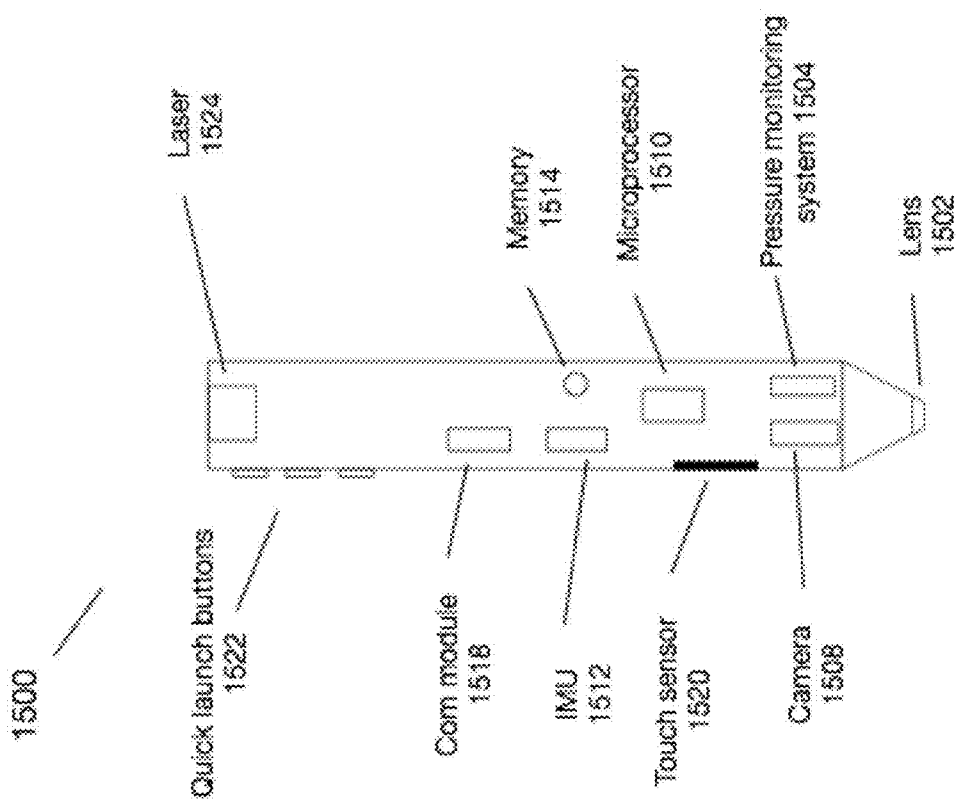 1500
Laser
1524
Quick launch buttons
1522
Com module
1518
Memory
1514
IMU
1512
Microprocessor
1510
Touch sensor
1520
Pressure monitoring
system 1504
Camera
1508
Lens
1502